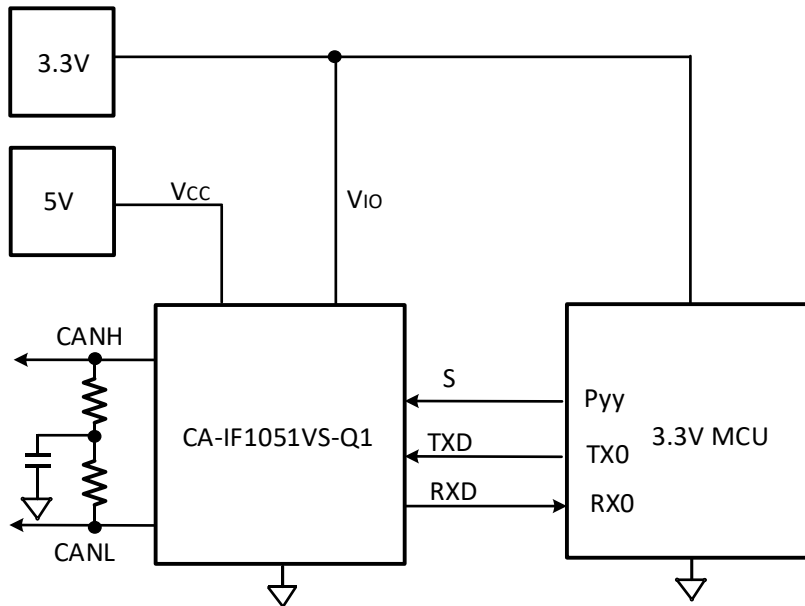 3.3V
5V
VCC
VIO
CANH
S
Pyy
CA-IF1051VS-Q1
TXD
TX0
3.3V MCU
RXD
RX0
CANL